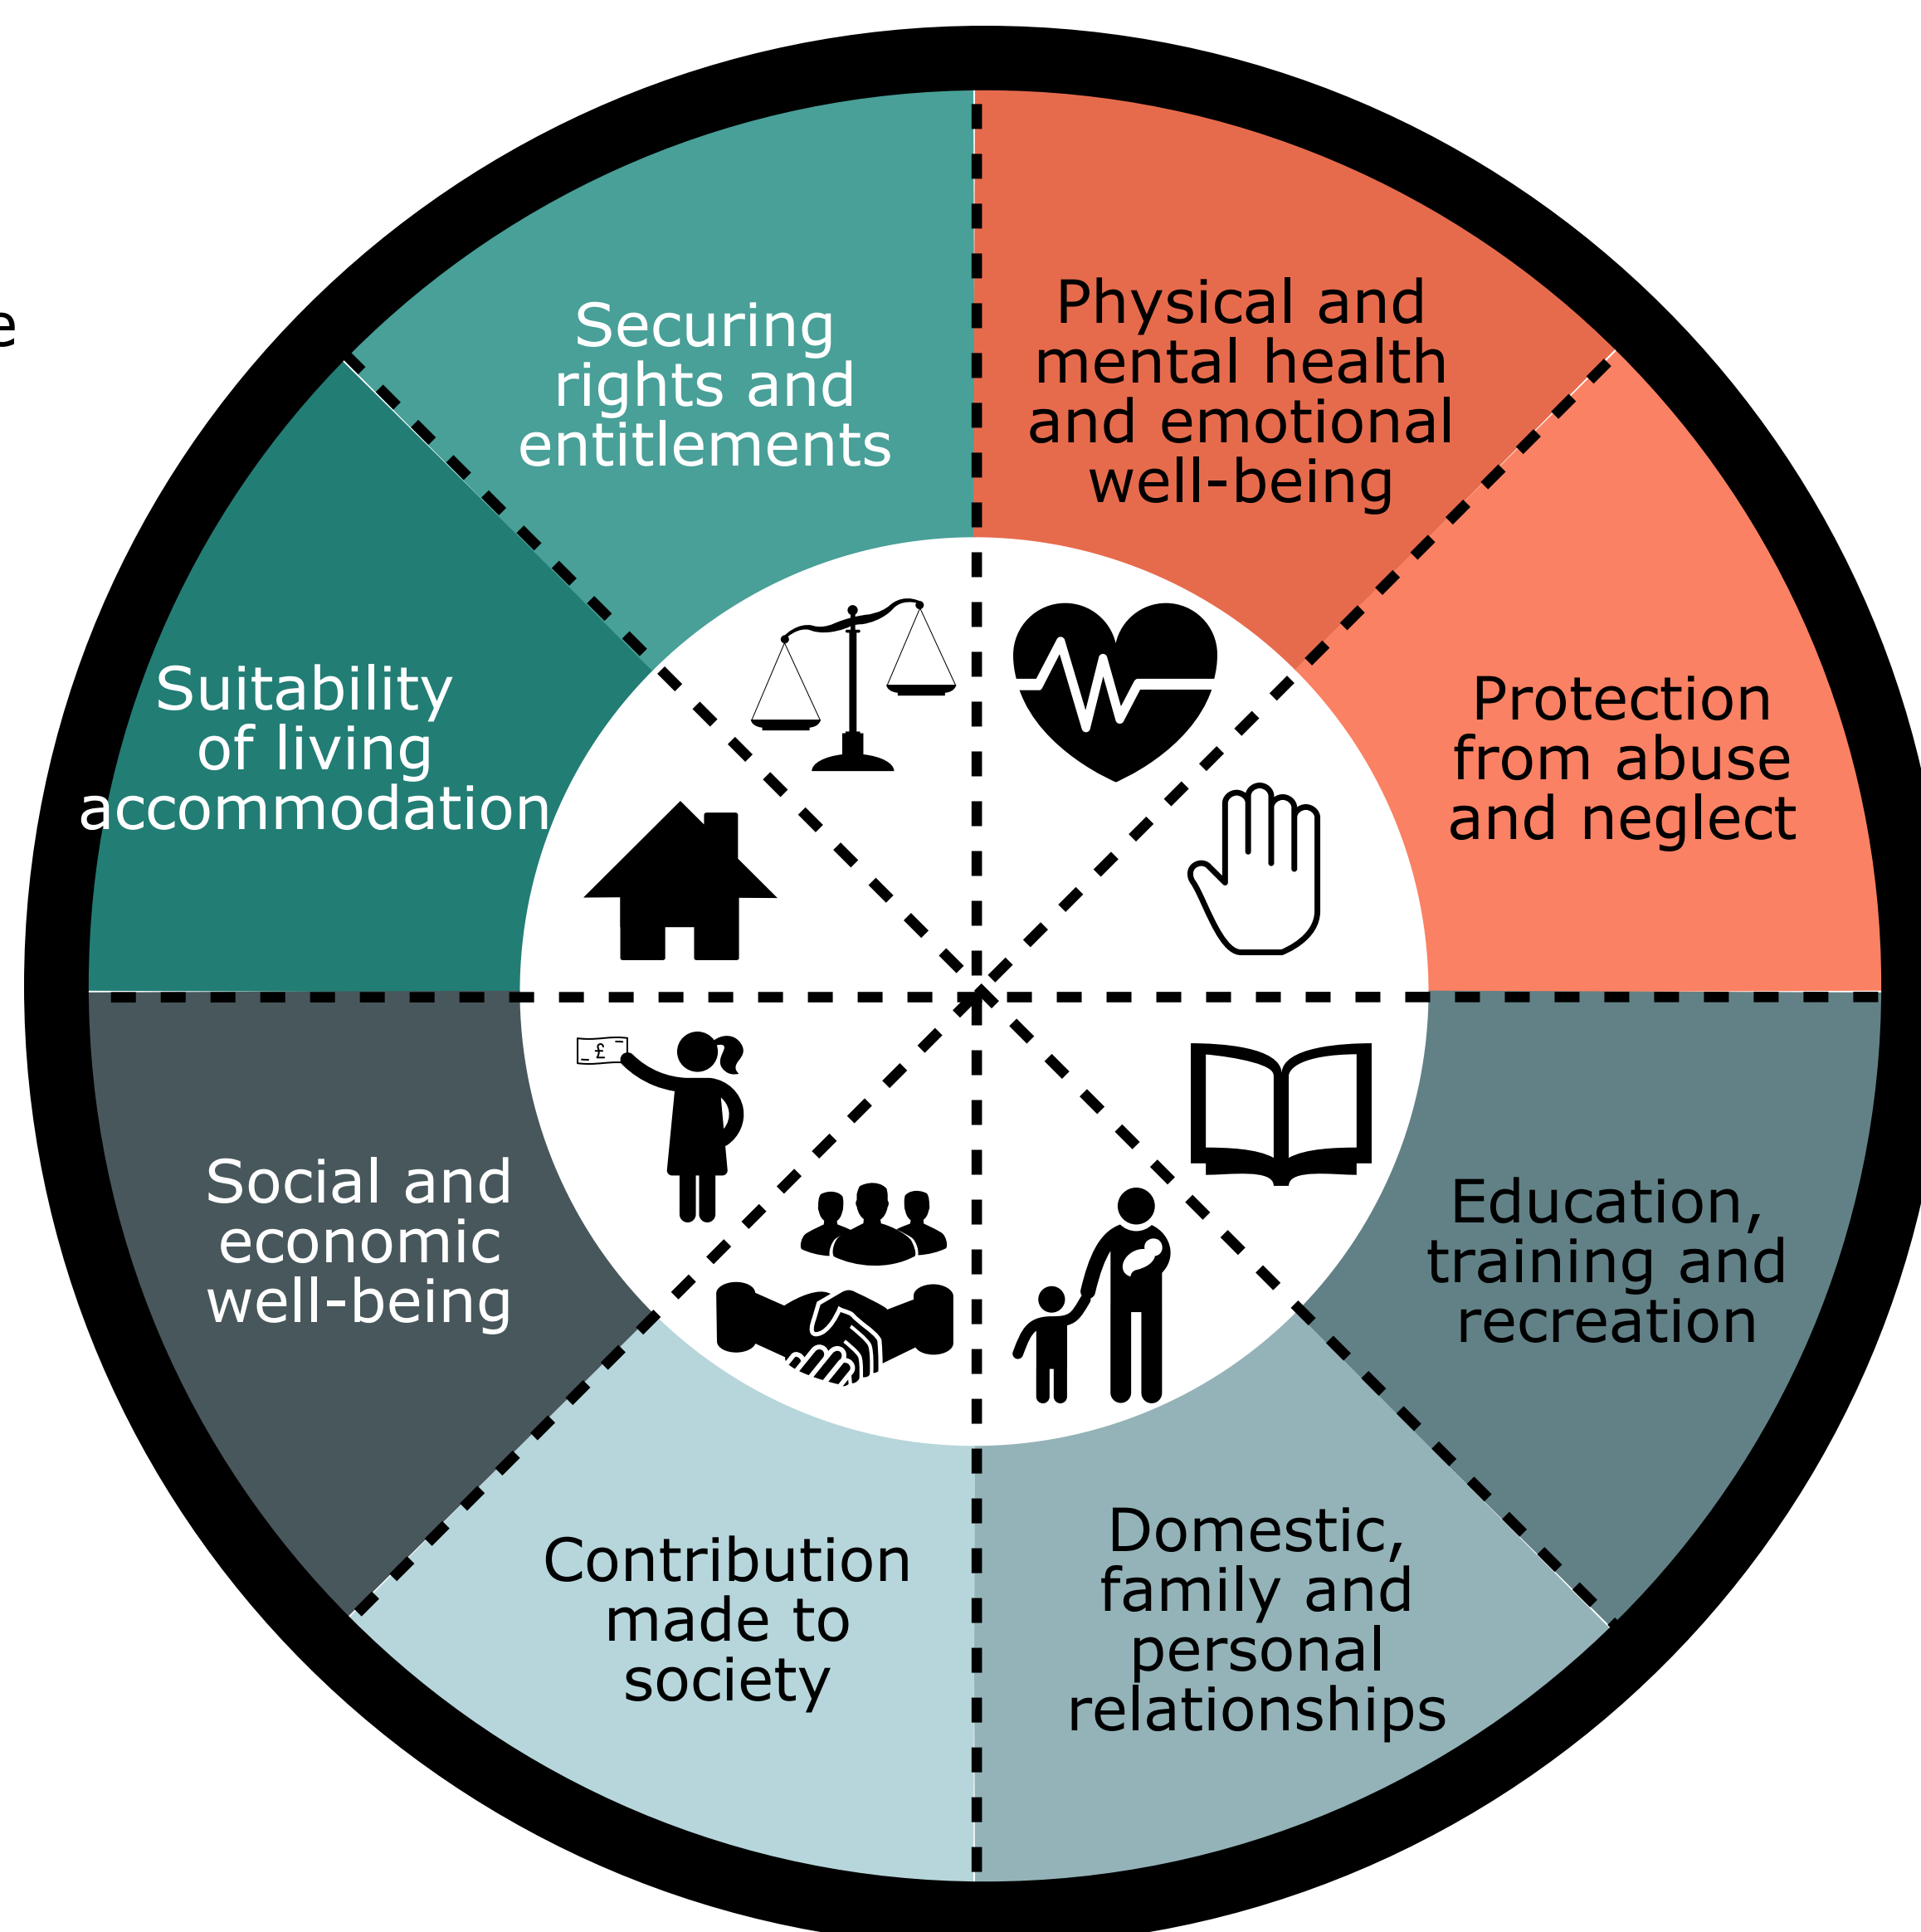 e
Securing
rights and
entitlements
Physical and
mental health
and emotional
well-being
Protection
from abuse
and neglect
Education,
training and
recreation
Domestic,
family and
personal
relationships
Contribution
made to
society
Social and
economic
well-being
Suitability
of living
accommodation
£